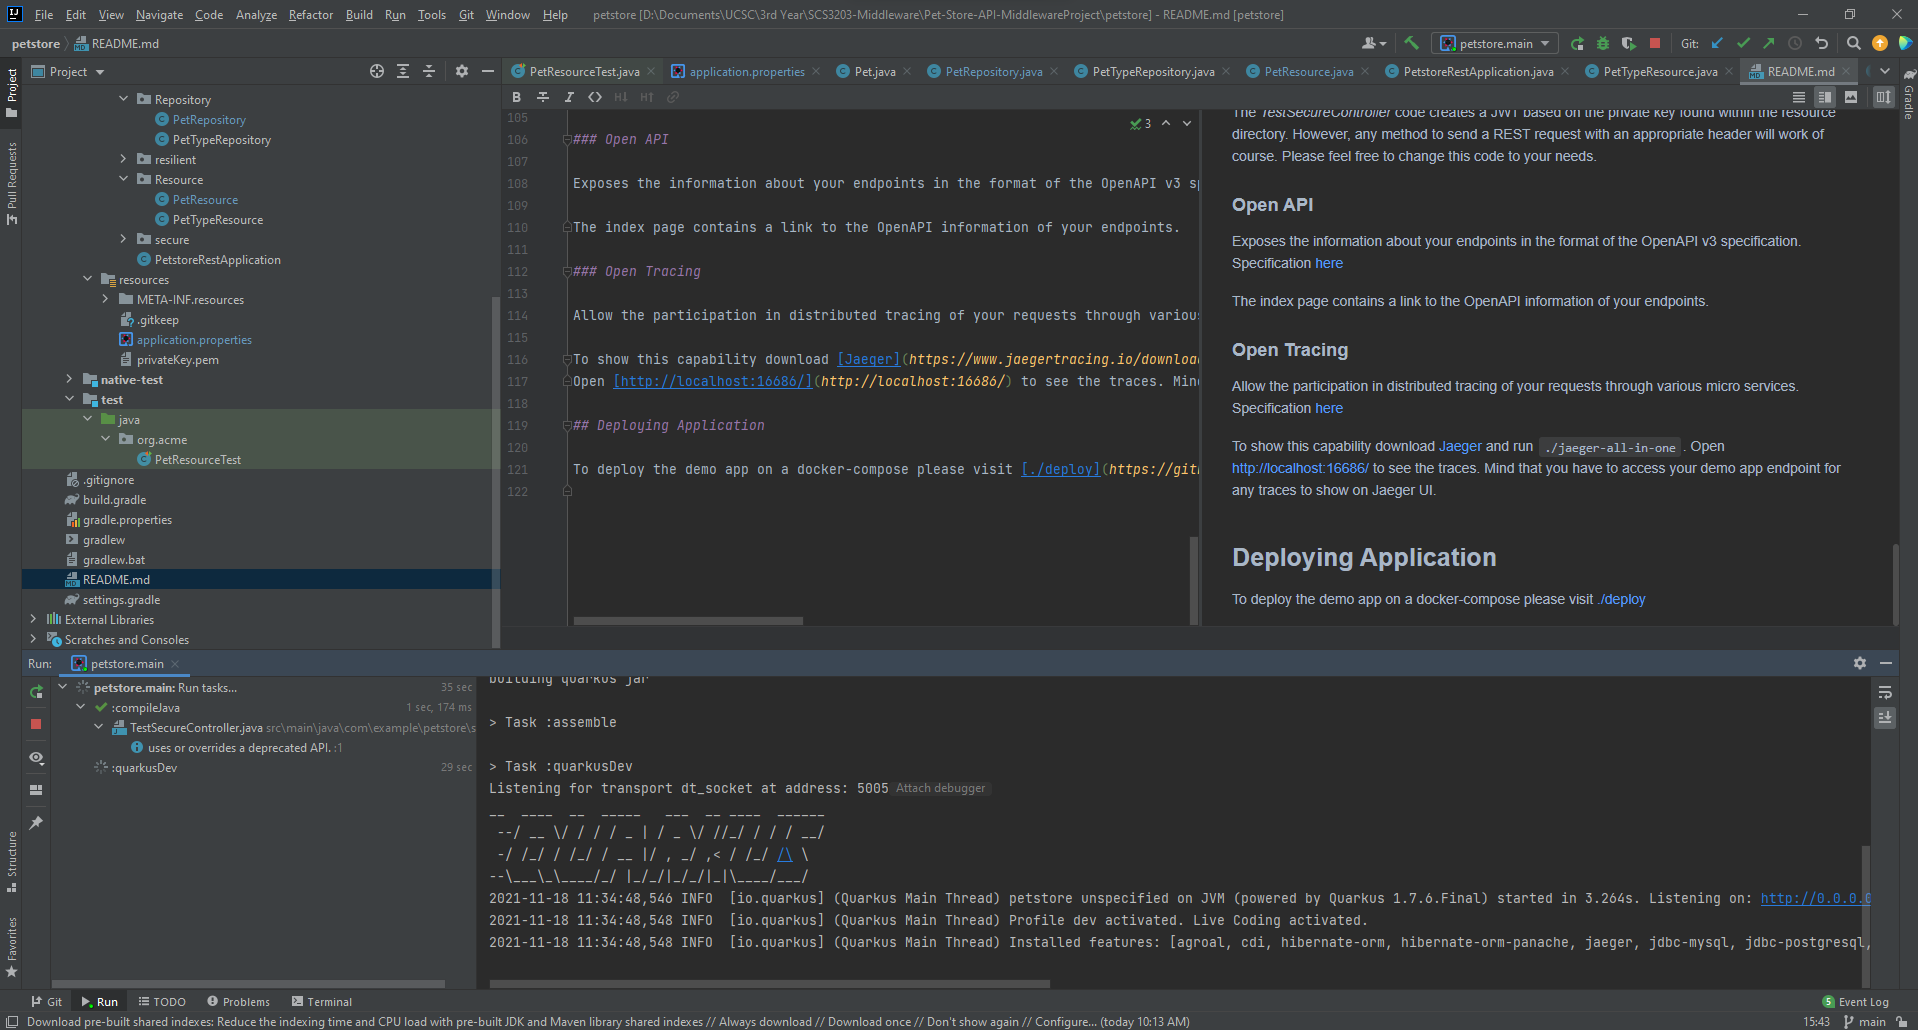 File Edit View Navigate Code Analyze Refactor Build Run Tools Git Window Help petstore [D:\Documents\UCSC\3rd Year\SCS3203-Middleware\Pet-Store-API-MiddlewareProject\petstore] - README.md [petstore]
petstore README.md
petstore.main Git:
Project
PetResourceTest.java application.properties Pet.java PetRepository.java PetTypeRepository.java PetResource.java PetstoreRestApplication.java PetTypeResource.java README.md
Project
Pull Requests
Structure
Favorites
Gradle
Repository
PetRepository
PetTypeRepository
resilient
Resource
PetResource
PetTypeResource
secure
PetstoreRestApplication
resources
META-INF.resources
.gitkeep
application.properties
privateKey.pem
native-test
test
java
org.acme
PetResourceTest
.gitignore
build.gradle
gradle.properties
gradlew
gradlew.bat
README.md
settings.gradle
External Libraries
Scratches and Consoles
3
105
106 ### Open API
107
108 Exposes the information about your endpoints in the format of the OpenAPI v3 sp
109
110 The index page contains a link to the OpenAPI information of your endpoints.
111
112 ### Open Tracing
113
114 Allow the participation in distributed tracing of your requests through various
115
116 To show this capability download [Jaeger](https://www.jaegertracing.io/downloa
117 Open [http://localhost:16686/](http://localhost:16686/) to see the traces. Min
118
119 ## Deploying Application
120
121 To deploy the demo app on a docker-compose please visit [./deploy](https://gith
122
The TestSecureController code creates a JWT based on the private key found within the resource
directory. However, any method to send a REST request with an appropriate header will work of
course. Please feel free to change this code to your needs.
Open API
Exposes the information about your endpoints in the format of the OpenAPI v3 specification.
Specification here
The index page contains a link to the OpenAPI information of your endpoints.
Open Tracing
Allow the participation in distributed tracing of your requests through various micro services.
Specification here
To show this capability download Jaeger and run ./jaeger-all-in-one . Open
http://localhost:16686/ to see the traces. Mind that you have to access your demo app endpoint for
any traces to show on Jaeger UI.
Deploying Application
To deploy the demo app on a docker-compose please visit ./deploy
Run: petstore.main
petstore.main: Run tasks... 35 sec
:compileJava 1 sec, 174 ms
TestSecureController.java src\main\java\com\example\petstore\s
uses or overrides a deprecated API. :1
:quarkusDev 29 sec
building quarkus jar
> Task :assemble
> Task :quarkusDev
Listening for transport dt_socket at address: 5005 Attach debugger
__  ____  __  _____   ___  __ ____  ______
 --/ __ \/ / / / _ | / _ \/ //_/ / / / __/
 -/ /_/ / /_/ / __ |/ , _/ ,< / /_/ /\ \
--\___\_\____/_/ |_/_/|_/_/|_|\____/___/
2021-11-18 11:34:48,546 INFO [io.quarkus] (Quarkus Main Thread) petstore unspecified on JVM (powered by Quarkus 1.7.6.Final) started in 3.264s. Listening on: http://0.0.0.0
2021-11-18 11:34:48,548 INFO [io.quarkus] (Quarkus Main Thread) Profile dev activated. Live Coding activated.
2021-11-18 11:34:48,548 INFO [io.quarkus] (Quarkus Main Thread) Installed features: [agroal, cdi, hibernate-orm, hibernate-orm-panache, jaeger, jdbc-mysql, jdbc-postgresql,
Git Run TODO Problems Terminal 5 Event Log
Download pre-built shared indexes: Reduce the indexing time and CPU load with pre-built JDK and Maven library shared indexes // Always download // Download once // Don't show again // Configure... (today 10:13 AM) 15:43 main